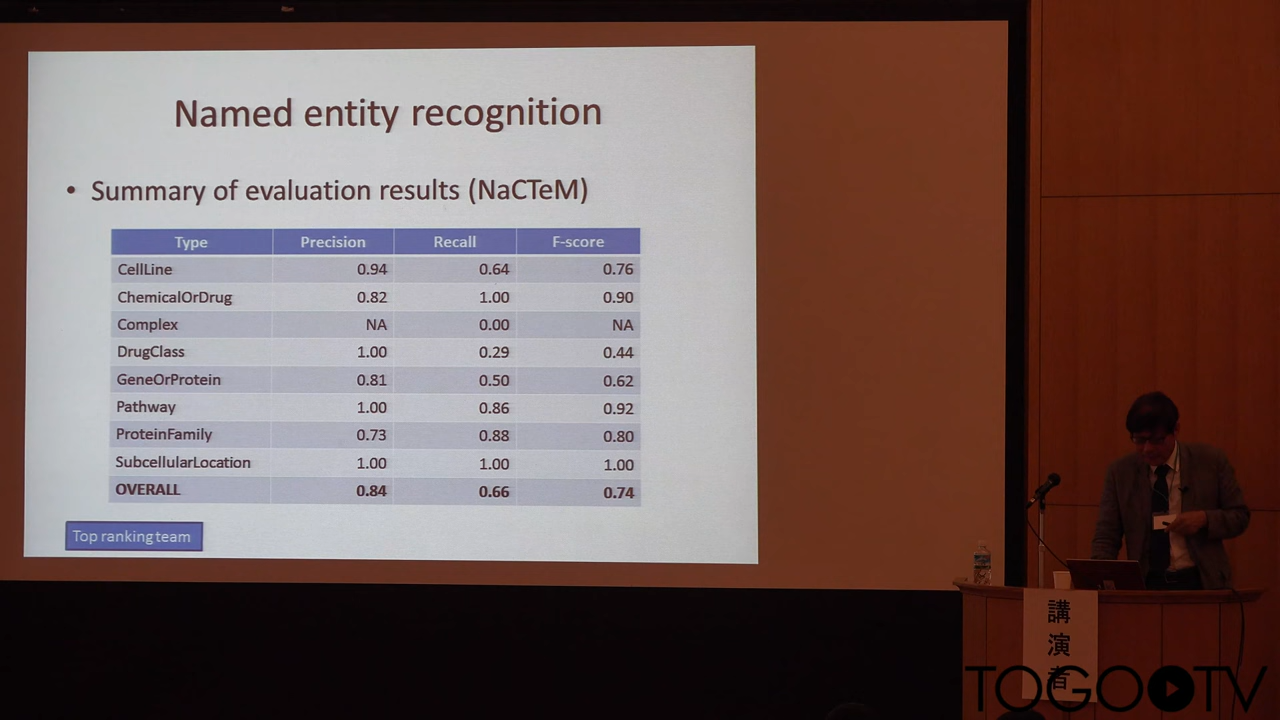 Named entity recognition
• Summary of evaluation results (NaCTeM)
Type Precision Recall F-score
CellLine 0.94 0.64 0.76
ChemicalOrDrug 0.82 1.00 0.90
Complex NA 0.00 NA
DrugClass 1.00 0.29 0.44
GeneOrProtein 0.81 0.50 0.62
Pathway 1.00 0.86 0.92
ProteinFamily 0.73 0.88 0.80
SubcellularLocation 1.00 1.00 1.00
OVERALL 0.84 0.66 0.74
Top ranking team
講演者
TOGOTV